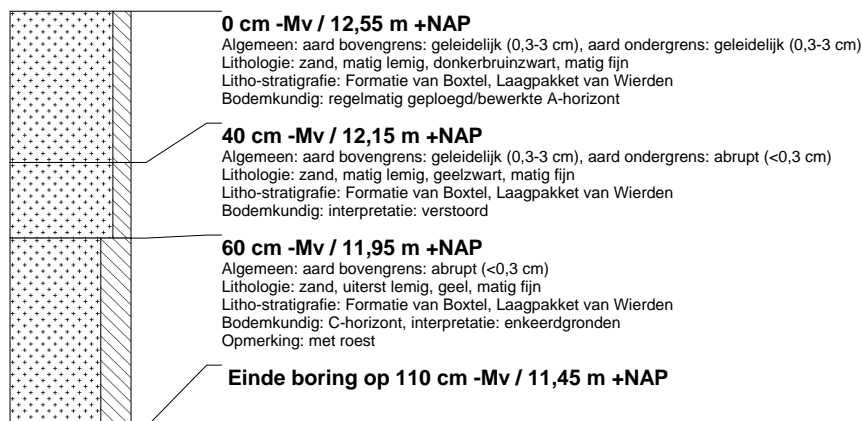 0 cm -Mv / 12,55 m +NAP
Algemeen: aard bovengrens: geleidelijk (0,3-3 cm), aard ondergrens: geleidelijk (0,3-3 cm)
Lithologie: zand, matig lemig, donkerbruinzwart, matig fijn
Litho-stratigrafie: Formatie van Boxtel, Laagpakket van Wierden
Bodemkundig: regelmatig geploegd/bewerkte A-horizont
40 cm -Mv / 12,15 m +NAP
Algemeen: aard bovengrens: geleidelijk (0,3-3 cm), aard ondergrens: abrupt (<0,3 cm)
Lithologie: zand, matig lemig, geelzwart, matig fijn
Litho-stratigrafie: Formatie van Boxtel, Laagpakket van Wierden
Bodemkundig: interpretatie: verstoord
60 cm -Mv / 11,95 m +NAP
Algemeen: aard bovengrens: abrupt (<0,3 cm)
Lithologie: zand, uiterst lemig, geel, matig fijn
Litho-stratigrafie: Formatie van Boxtel, Laagpakket van Wierden
Bodemkundig: C-horizont, interpretatie: enkeerdgronden
Opmerking: met roest
Einde boring op 110 cm -Mv / 11,45 m +NAP